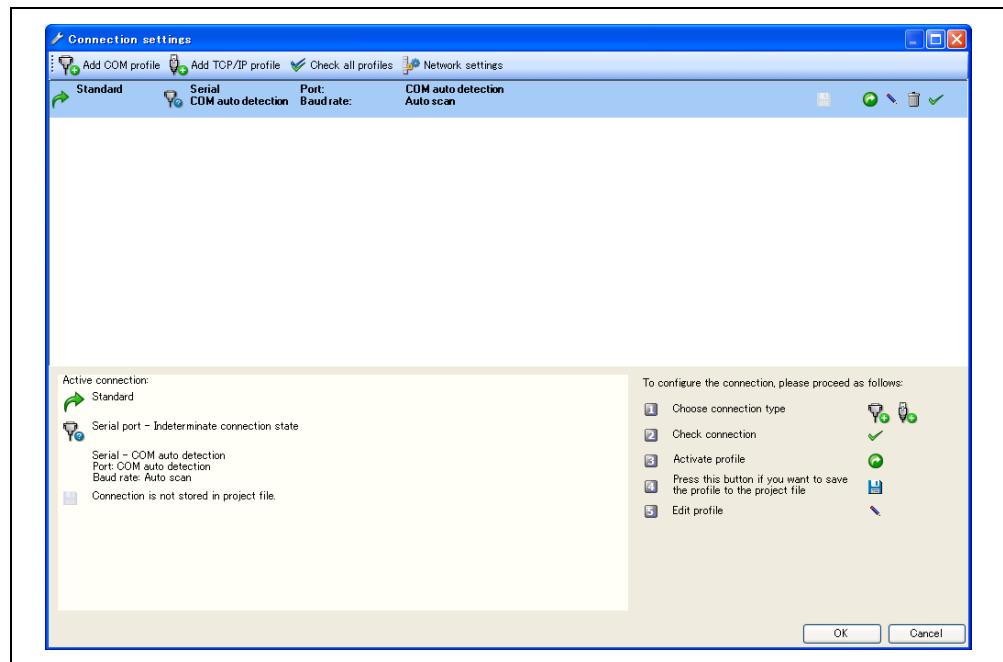 Connection settings
Add COM profile Add TCP/IP profile Check all profiles Network settings
Standard Serial Port: COM auto detection
COM auto detection Baud rate: Auto scan
Active connection:
Standard
Serial port - Indeterminate connection state
Serial - COM auto detection
Port: COM auto detection
Baud rate: Auto scan
Connection is not stored in project file.
To configure the connection, please proceed as follows:
1 Choose connection type
2 Check connection
3 Activate profile
4 Press this button if you want to save
the profile to the project file
5 Edit profile
OK Cancel